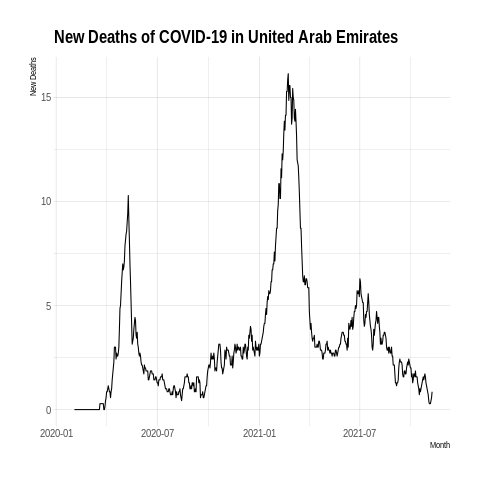 New Deaths of COVID-19 in United Arab Emirates
New Deaths
15
10
5
0
2020-01 2020-07 2021-01 2021-07
Month